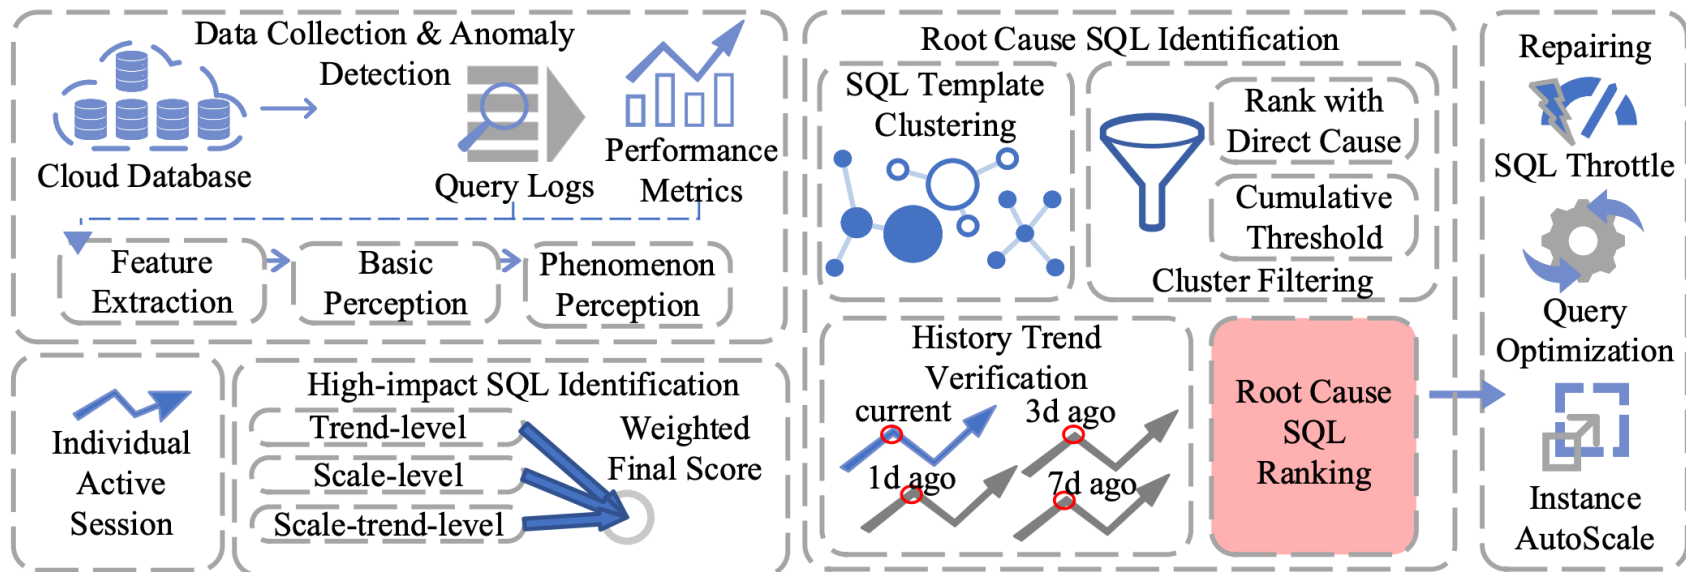 Data Collection & Anomaly
Detection
Cloud Database
Query Logs
Performance
Metrics
Feature
Extraction
Basic
Perception
Phenomenon
Perception
Individual
Active
Session
High-impact SQL Identification
Trend-level
Scale-level
Scale-trend-level
Weighted
Final Score
Root Cause SQL Identification
SQL Template
Clustering
Rank with
Direct Cause
Cumulative
Threshold
Cluster Filtering
History Trend
Verification
current
3d ago
1d ago
7d ago
Root Cause
SQL
Ranking
Repairing
SQL Throttle
Query
Optimization
Instance
AutoScale